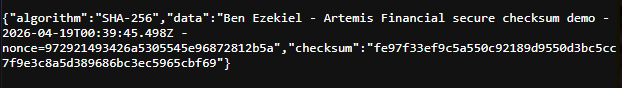 {"algorithm":"SHA-256","data":"Ben Ezekiel - Artemis Financial secure checksum demo -
2026-04-19T00:39:45.498Z -
nonce=972921493426a5305545e96872812b5a","checksum":"fe97f33ef9c5a550c92189d9550d3bc5cc
7f9e3c8a5d389686bc3ec5965cbf69"}